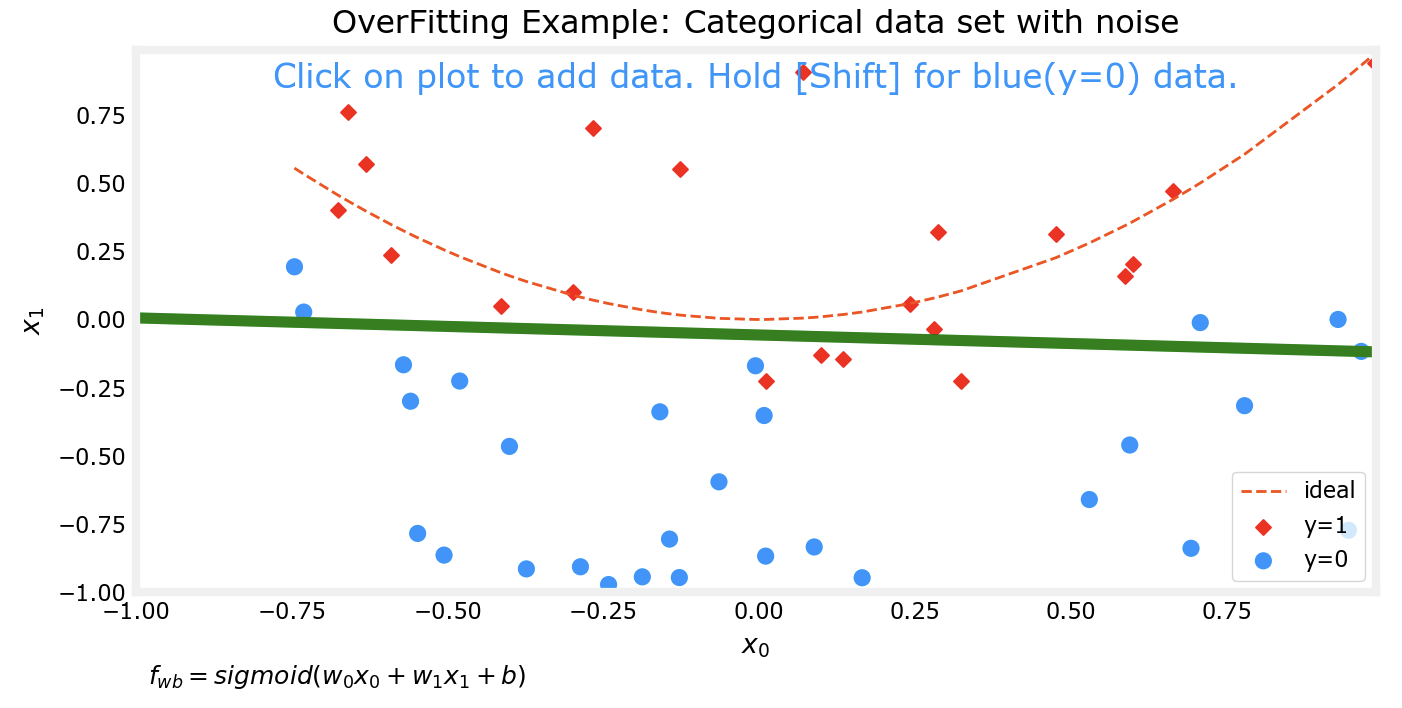 OverFitting Example: Categorical data set with noise
Click on plot to add data. Hold [Shift] for blue(y=0) data.
0.75
0.50
0.25
0.00
−0.25
−0.50
−0.75
−1.00
x₁
ideal
y=1
y=0
−1.00 −0.75 −0.50 −0.25 0.00 0.25 0.50 0.75
x₀
f_wb = sigmoid(w₀x₀ + w₁x₁ + b)